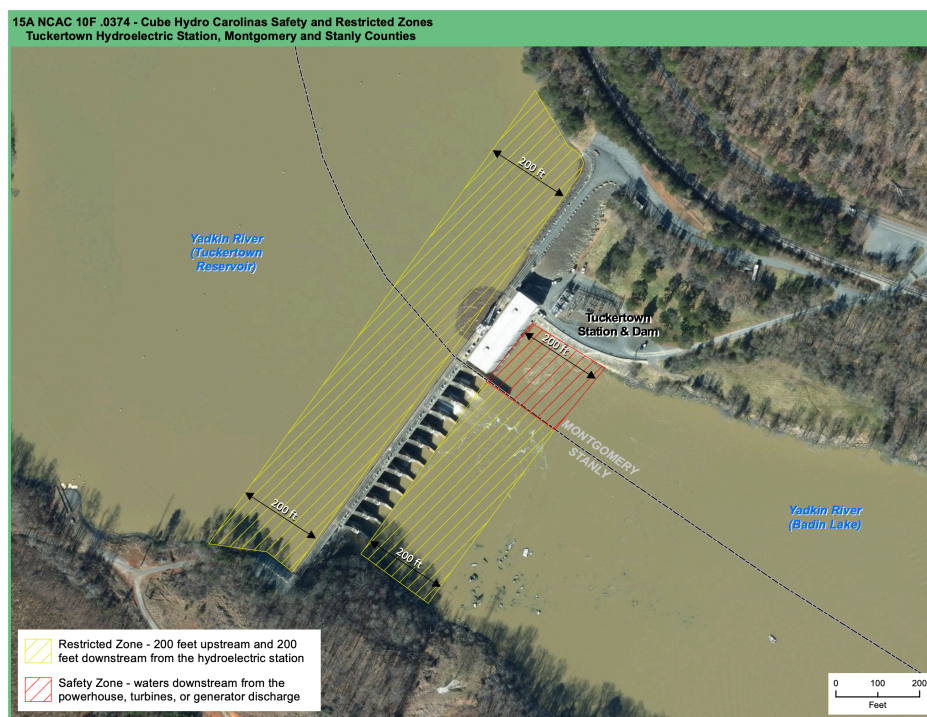 15A NCAC 10F .0374 - Cube Hydro Carolinas Safety and Restricted Zones
Tuckertown Hydroelectric Station, Montgomery and Stanly Counties
200 ft
Yadkin River
(Tuckertown
Reservoir)
Tuckertown
Station & Dam
200 ft
MONTGOMERY
STANLY
200 ft
Yadkin River
(Badin Lake)
200 ft
Restricted Zone - 200 feet upstream and 200
feet downstream from the hydroelectric station
Safety Zone - waters downstream from the
powerhouse, turbines, or generator discharge
0 100 200
Feet